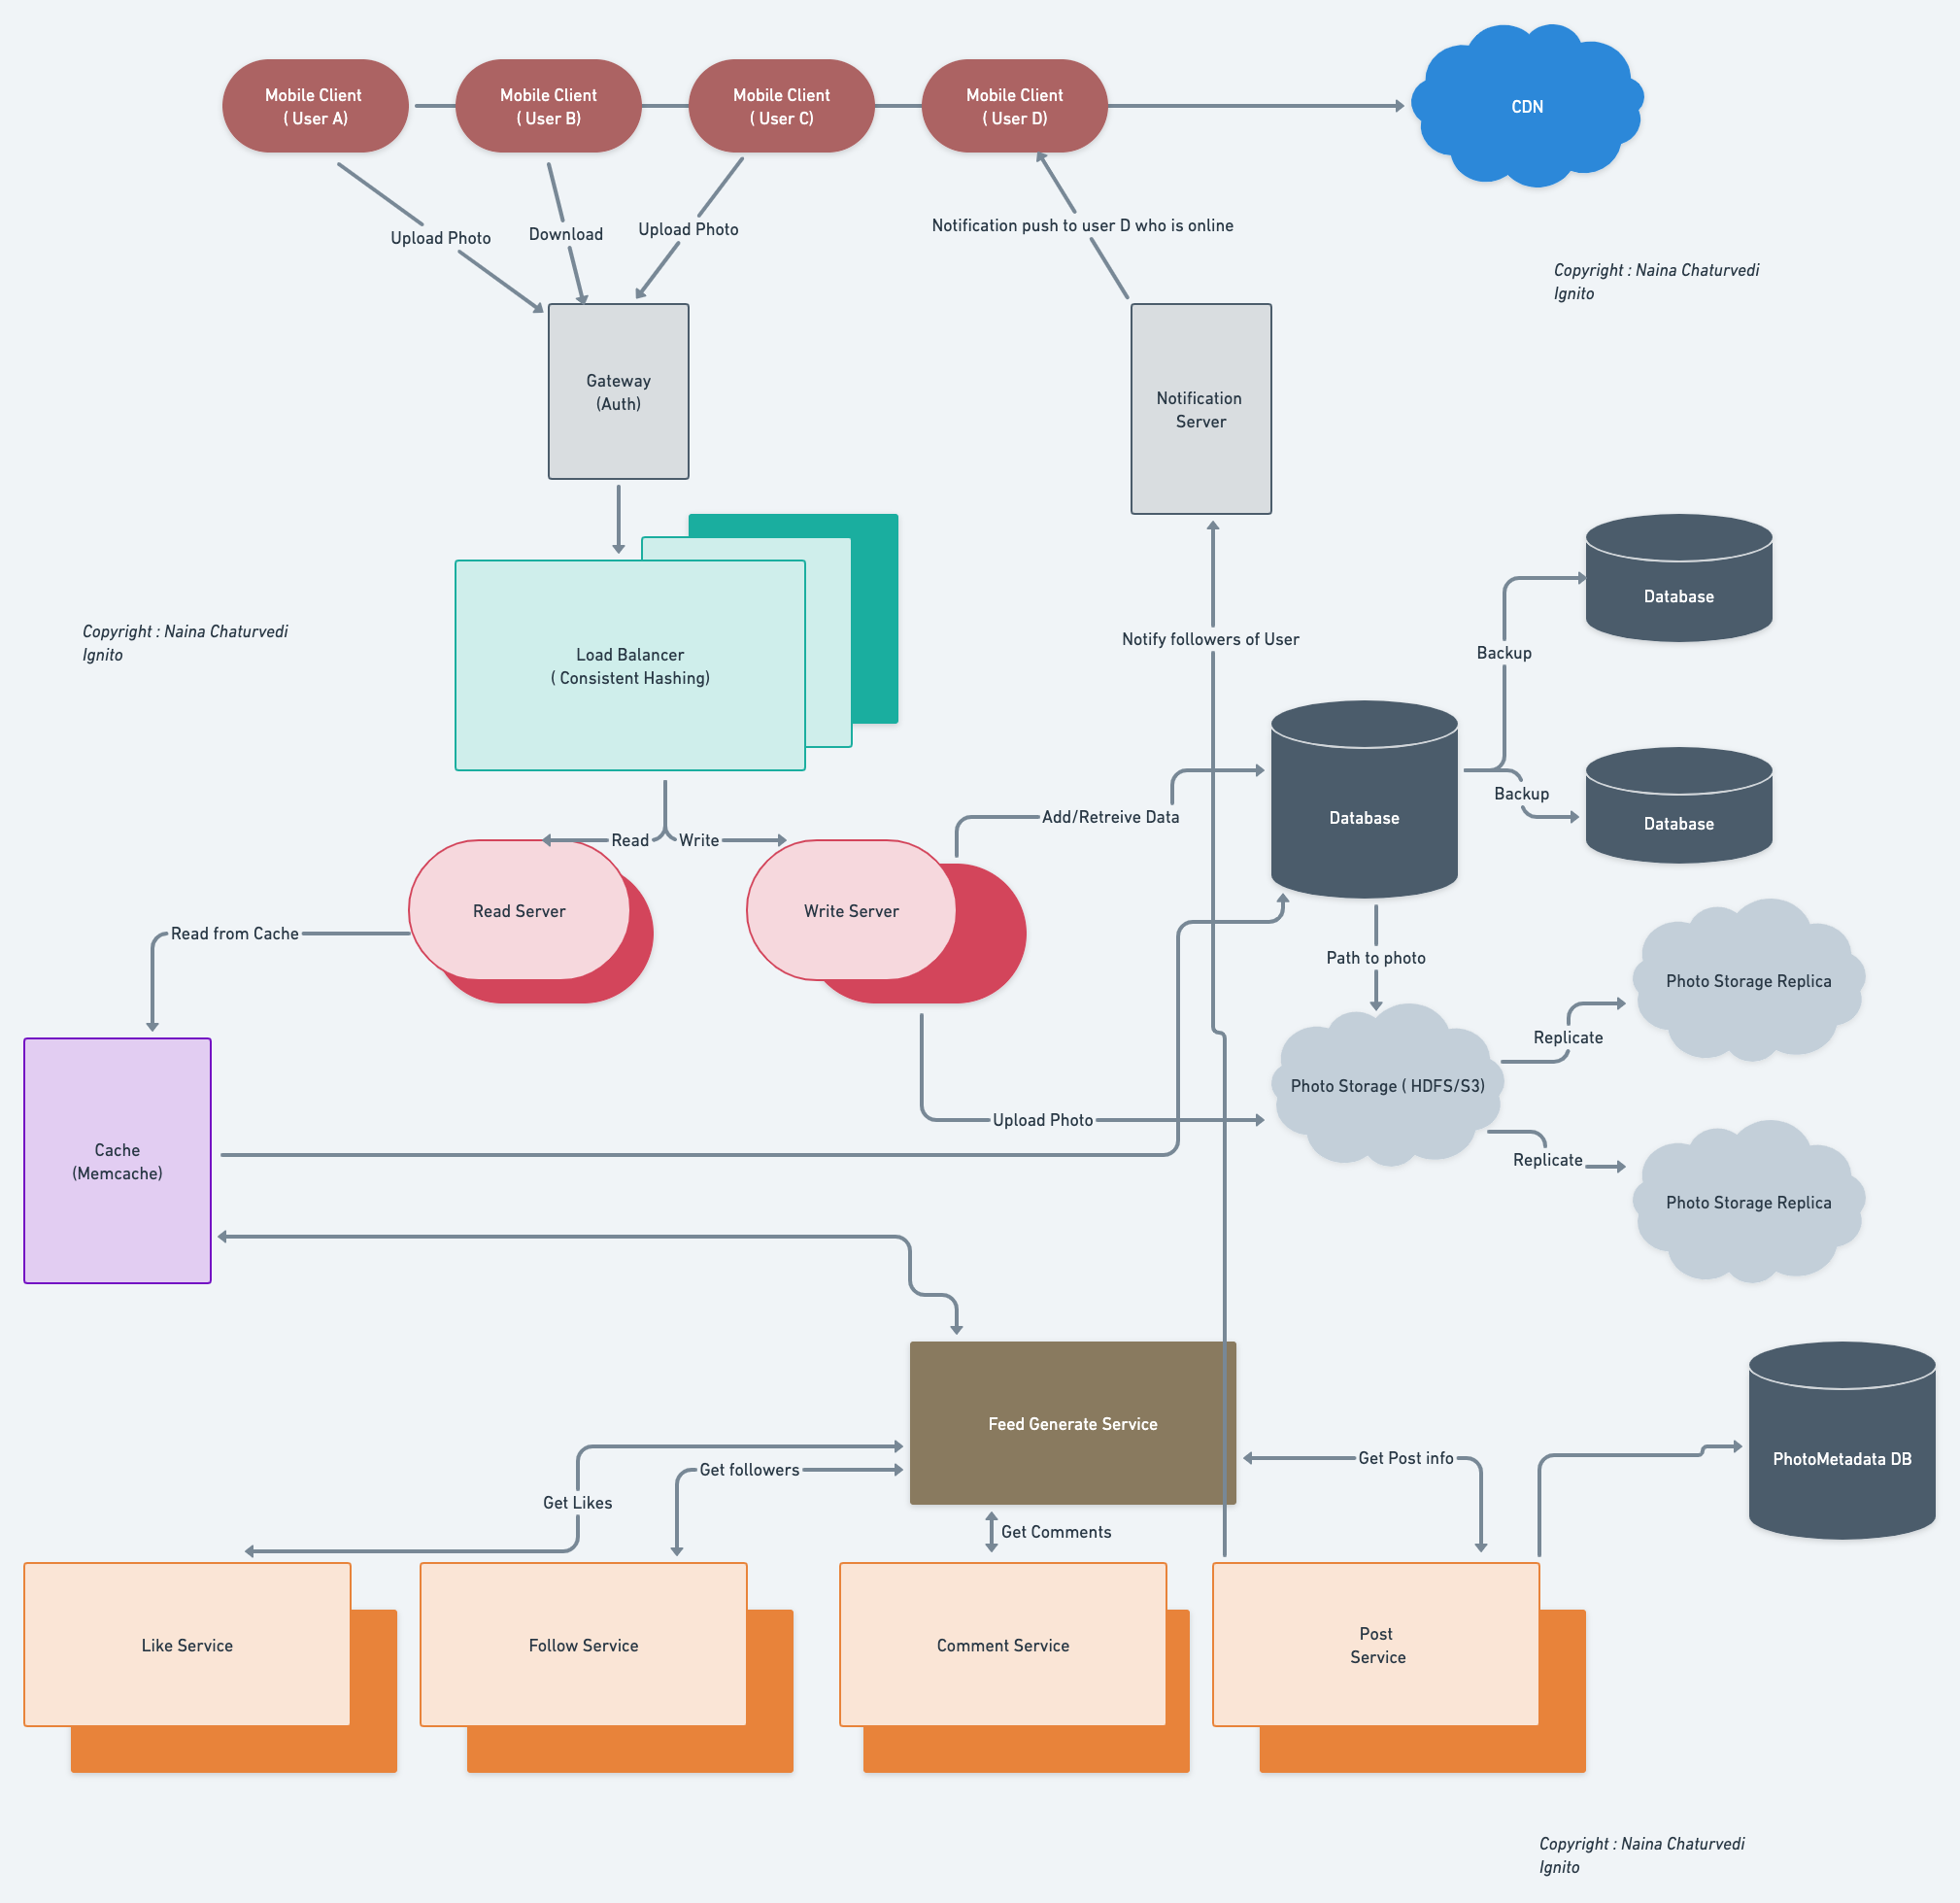 Mobile Client
( User A)
Mobile Client
( User B)
Mobile Client
( User C)
Mobile Client
( User D)
CDN
Upload Photo
Download
Upload Photo
Notification push to user D who is online
Copyright : Naina Chaturvedi
Ignito
Gateway
(Auth)
Notification
Server
Copyright : Naina Chaturvedi
Ignito
Load Balancer
( Consistent Hashing)
Notify followers of User
Backup
Database
Backup
Database
Database
Add/Retreive Data
Read
Write
Read Server
Write Server
Read from Cache
Path to photo
Photo Storage Replica
Replicate
Photo Storage ( HDFS/S3)
Upload Photo
Replicate
Photo Storage Replica
Cache
(Memcache)
Feed Generate Service
Get followers
Get Likes
Get Comments
Get Post info
PhotoMetadata DB
Like Service
Follow Service
Comment Service
Post
Service
Copyright : Naina Chaturvedi
Ignito